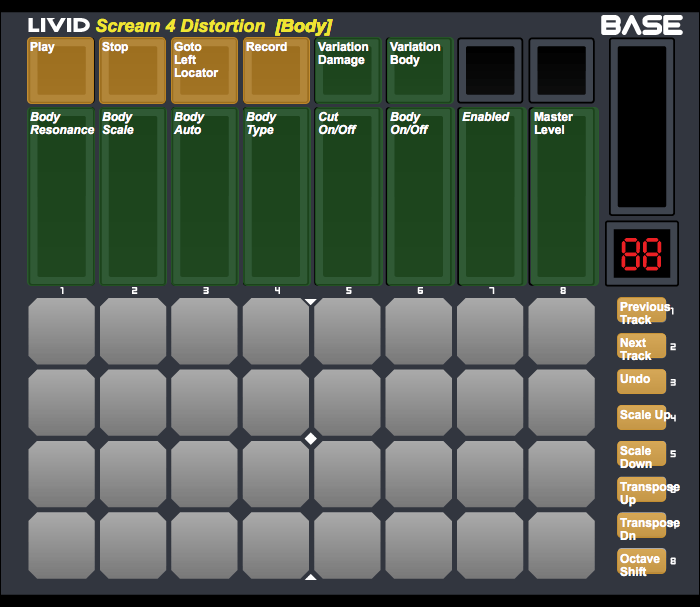 LIVID Scream 4 Distortion [Body] BASE
Play
Stop
Goto
Left
Locator
Record
Variation
Damage
Variation
Body
Body
Resonance
Body
Scale
Body
Auto
Body
Type
Cut
On/Off
Body
On/Off
Enabled
Master
Level
88
1 2 3 4 5 6 7 8
Previous
Track
1
Next
Track
2
Undo
3
Scale Up
4
Scale
Down
5
Transpose
Up
6
Transpose
Dn
7
Octave
Shift
8